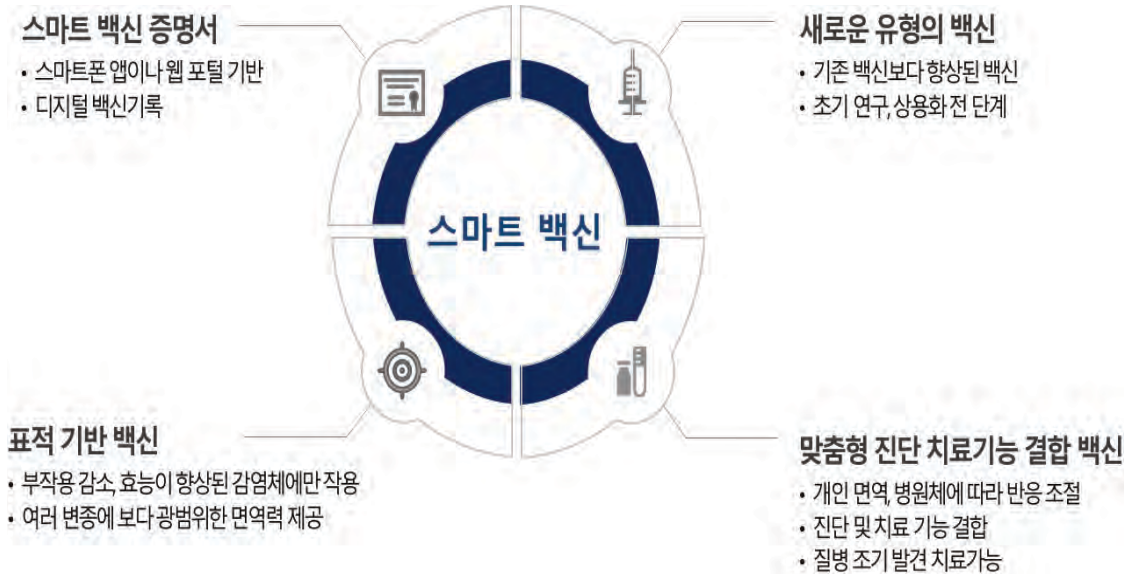 스마트 백신 증명서
• 스마트폰 앱이나 웹 포털 기반
• 디지털 백신기록
새로운 유형의 백신
• 기존 백신보다 향상된 백신
• 초기 연구, 상용화 전 단계
스마트 백신
표적 기반 백신
• 부작용 감소, 효능이 향상된 감염체에만 작용
• 여러 변종에 보다 광범위한 면역력 제공
맞춤형 진단 치료기능 결합 백신
• 개인 면역, 병원체에 따라 반응 조절
• 진단 및 치료 기능 결합
• 질병 조기 발견 치료가능